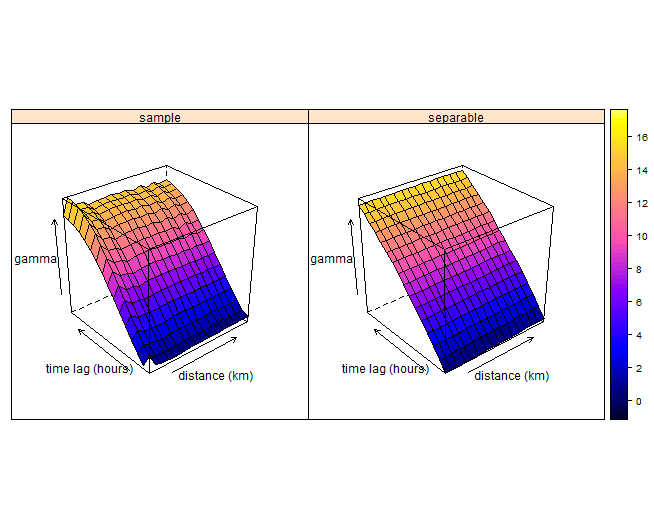 sample
separable
gamma
time lag (hours)
distance (km)
gamma
time lag (hours)
distance (km)
16
14
12
10
8
6
4
2
0